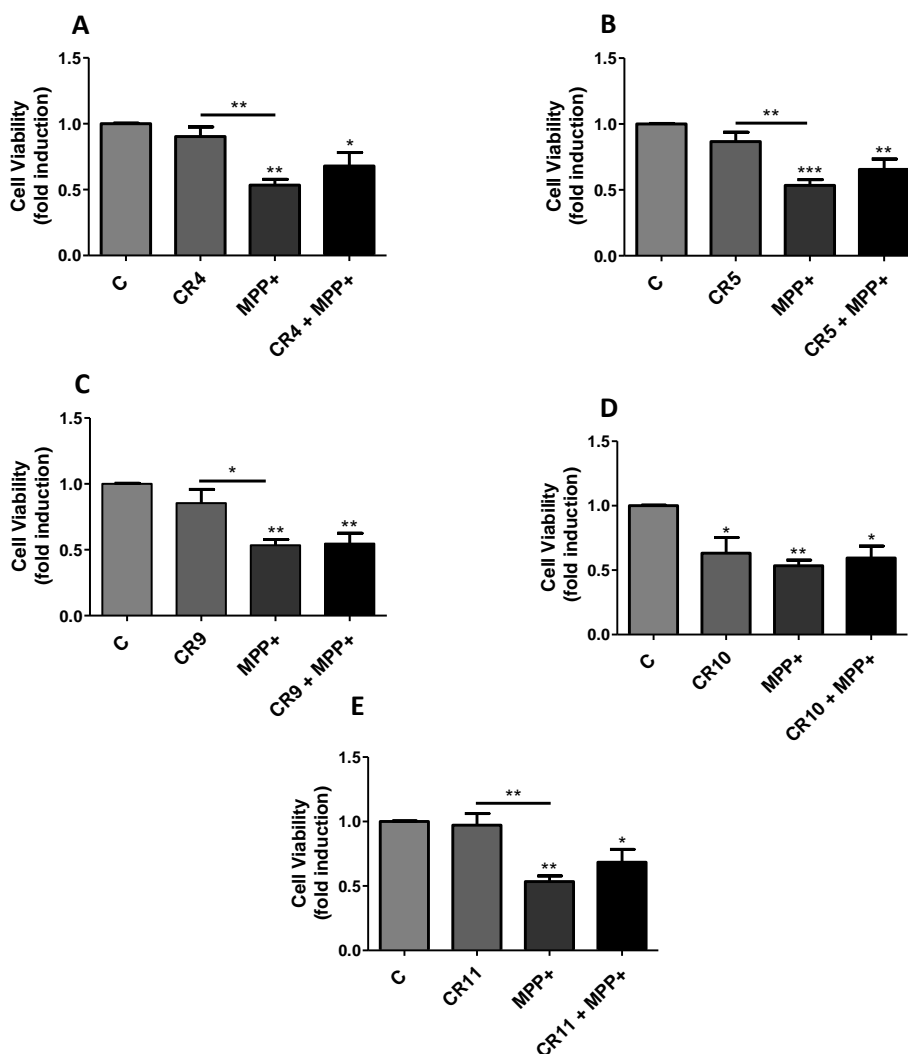 A
Cell Viability
(fold induction)
1.5
1.0
0.5
0.0
**
**
*
C
CR4
MPP+
CR4 + MPP+
B
Cell Viability
(fold induction)
1.5
1.0
0.5
0.0
**
***
**
C
CR5
MPP+
CR5 + MPP+
C
Cell Viability
(fold induction)
1.5
1.0
0.5
0.0
*
**
**
C
CR9
MPP+
CR9 + MPP+
D
Cell Viability
(fold induction)
1.5
1.0
0.5
0.0
*
**
*
C
CR10
MPP+
CR10 + MPP+
E
Cell Viability
(fold induction)
1.5
1.0
0.5
0.0
**
**
*
C
CR11
MPP+
CR11 + MPP+